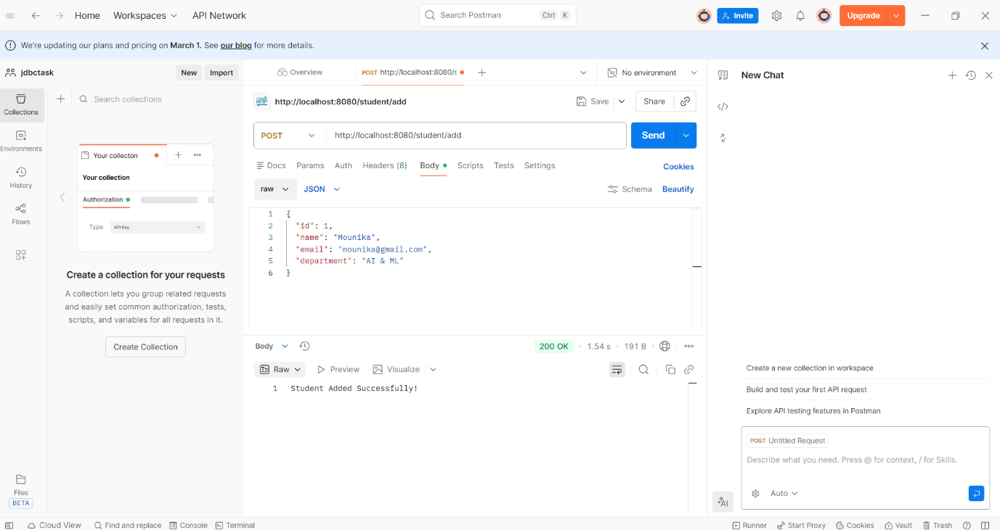 Home Workspaces API Network Search Postman Ctrl K Invite Upgrade
We're updating our plans and pricing on March 1. See our blog for more details.
jdbctask New Import
Overview POST http://localhost:8080/s No environment
New Chat
Collections
Search collections
Environments
History
Flows
Files
BETA
Your collecton
Your collection
Authorization
Type API Key
Create a collection for your requests
A collection lets you group related requests
and easily set common authorization, tests,
scripts, and variables for all requests in it.
Create Collection
HTTP http://localhost:8080/student/add Save Share
POST http://localhost:8080/student/add Send
Docs Params Auth Headers (8) Body Scripts Tests Settings Cookies
raw JSON Schema Beautify
1 {
2 "id": 1,
3 "name": "Mounika",
4 "email": "mounika@gmail.com",
5 "department": "AI & ML"
6 }
Body 200 OK 1.54 s 191 B
Raw Preview Visualize
1 Student Added Successfully!
Create a new collection in workspace
Build and test your first API request
Explore API testing features in Postman
POST Untitled Request
Describe what you need. Press @ for context, / for Skills.
Auto
AI
Cloud View Find and replace Console Terminal Runner Start Proxy Cookies Vault Trash